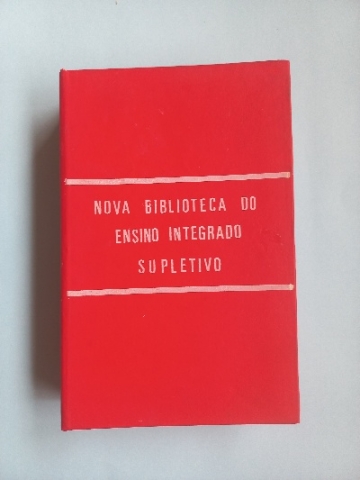 NOVA BIBLIOTECA DO
ENSINO INTEGRADO
SUPLETIVO